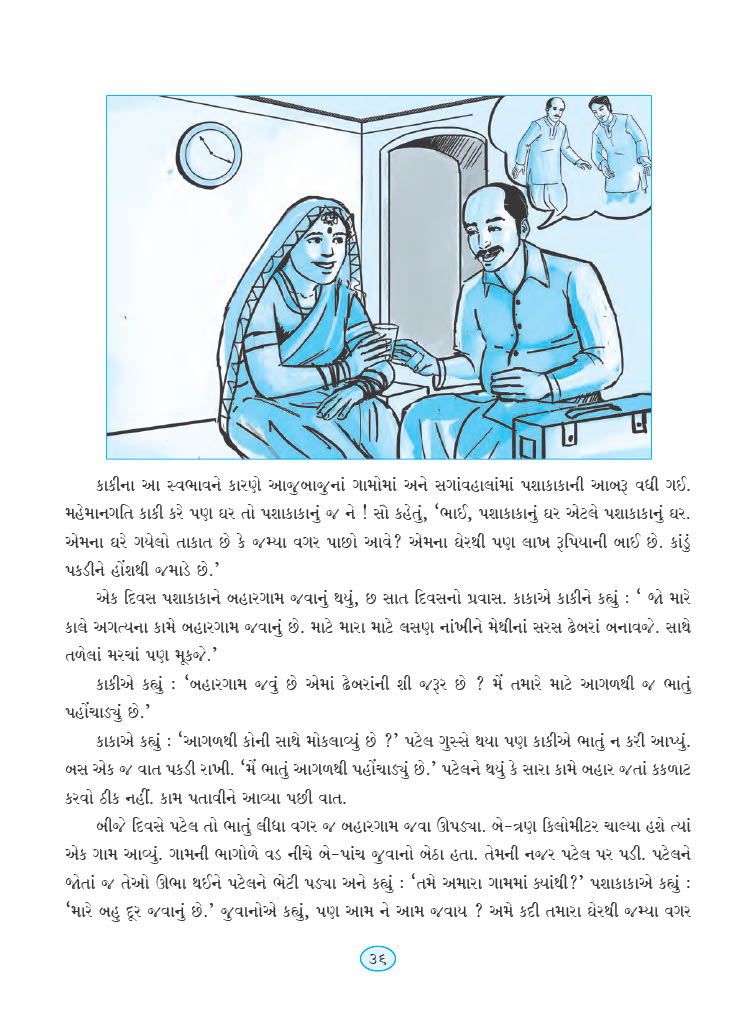 કાકીના આ સ્વભાવને કારણે આજુબાજુનાં ગામોમાં અને સગાંવહાલાંમાં પશાકાકાની આબરૂ વધી ગઈ.
મહેમાનગતિ કાકી કરે પણ ઘર તો પશાકાકાનું જ ને ! સૌ કહેતું, ‘ભાઈ, પશાકાકાનું ઘર એટલે પશાકાકાનું ઘર.
એમના ઘરે ગયેલો તાકાત છે કે જમ્યા વગર પાછો આવે? એમના ઘેરથી પણ લાખ રૂપિયાની બાઈ છે. કાંડું
પકડીને હોંશથી જમાડે છે.’
એક દિવસ પશાકાકાને બહારગામ જવાનું થયું, છ સાત દિવસનો પ્રવાસ. કાકાએ કાકીને કહ્યું : ‘ જો મારે
કાલે અગત્યના કામે બહારગામ જવાનું છે. માટે મારા માટે લસણ નાંખીને મેથીનાં સરસ ઢેબરાં બનાવજે. સાથે
તળેલાં મરચાં પણ મૂકજે.’
કાકીએ કહ્યું : ‘બહારગામ જવું છે એમાં ઢેબરાંની શી જરૂર છે ? મેં તમારે માટે આગળથી જ ભાતું
પહોંચાડ્યું છે.’
કાકાએ કહ્યું : ‘આગળથી કોની સાથે મોકલાવ્યું છે ?’ પટેલ ગુસ્સે થયા પણ કાકીએ ભાતું ન કરી આપ્યું.
બસ એક જ વાત પકડી રાખી. ‘મેં ભાતું આગળથી પહોંચાડ્યું છે.’ પટેલને થયું કે સારા કામે બહાર જતાં કકળાટ
કરવો ઠીક નહીં. કામ પતાવીને આવ્યા પછી વાત.
બીજે દિવસે પટેલ તો ભાતું લીધા વગર જ બહારગામ જવા ઊપડ્યા. બે-ત્રણ કિલોમીટર ચાલ્યા હશે ત્યાં
એક ગામ આવ્યું. ગામની ભાગોળે વડ નીચે બે-પાંચ જુવાનો બેઠા હતા. તેમની નજર પટેલ પર પડી. પટેલને
જોતાં જ તેઓ ઊભા થઈને પટેલને ભેટી પડ્યા અને કહ્યું : ‘તમે અમારા ગામમાં ક્યાંથી?’ પશાકાકાએ કહ્યું :
‘મારે બહુ દૂર જવાનું છે.’ જુવાનોએ કહ્યું, પણ આમ ને આમ જવાય ? અમે કદી તમારા ઘેરથી જમ્યા વગર
૩૬